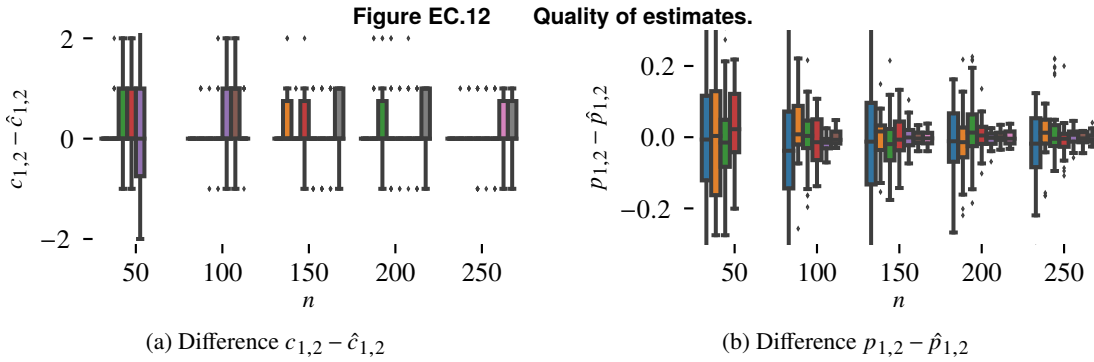 Figure EC.12 Quality of estimates.
2
0
−2
c1,2 − ĉ1,2
50 100 150 200 250
n
(a) Difference c1,2 − ĉ1,2
0.2
0.0
−0.2
p1,2 − p̂1,2
50 100 150 200 250
n
(b) Difference p1,2 − p̂1,2